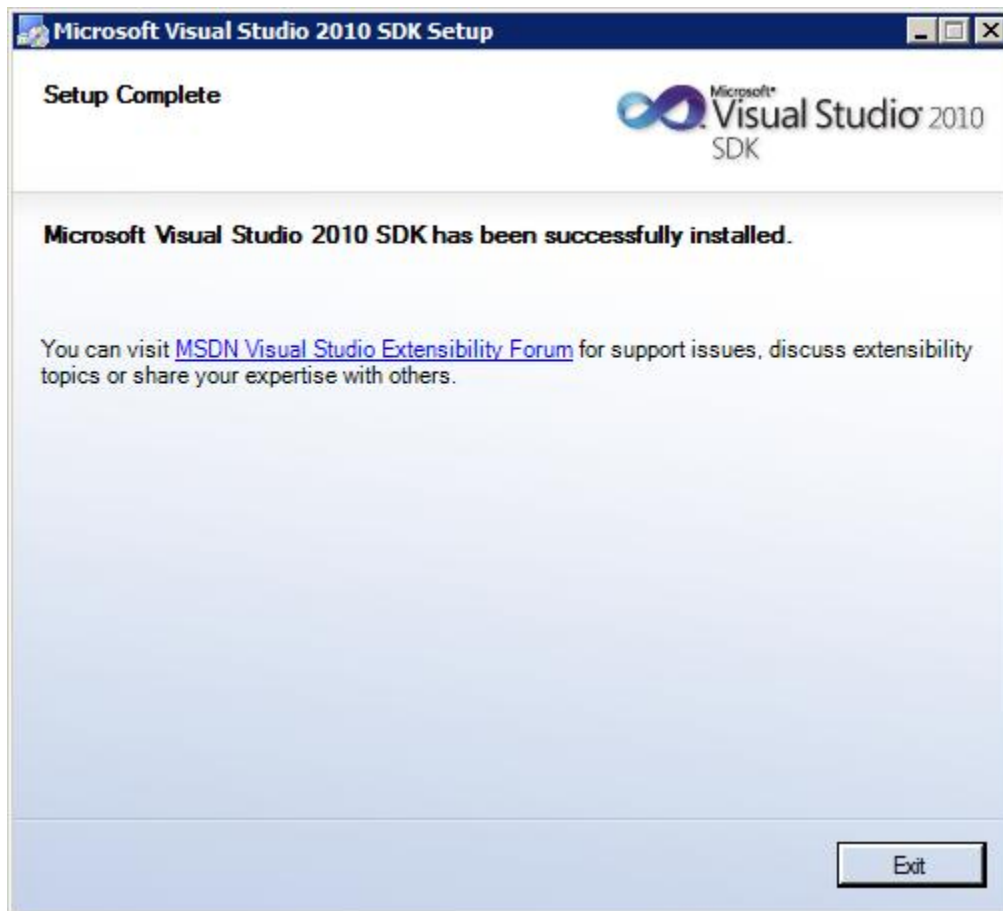 Microsoft Visual Studio 2010 SDK Setup
Setup Complete
Microsoft®
Visual Studio® 2010
SDK
Microsoft Visual Studio 2010 SDK has been successfully installed.
You can visit MSDN Visual Studio Extensibility Forum for support issues, discuss extensibility
topics or share your expertise with others.
Exit